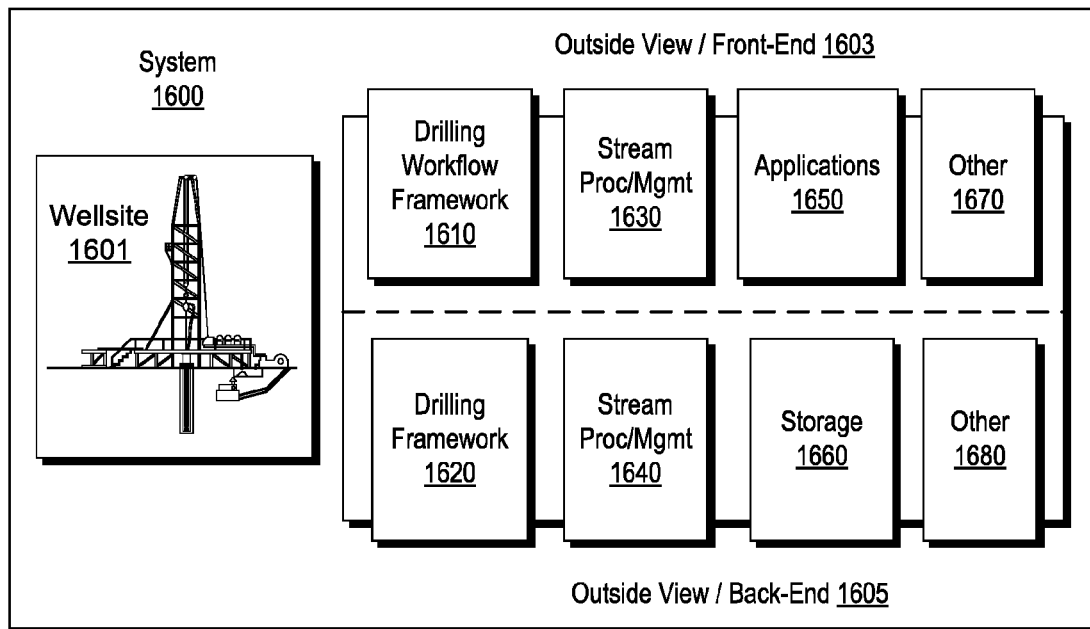 Outside View / Front-End 1603
System
1600
Wellsite
1601
Drilling
Workflow
Framework
1610
Stream
Proc/Mgmt
1630
Applications
1650
Other
1670
Drilling
Framework
1620
Stream
Proc/Mgmt
1640
Storage
1660
Other
1680
Outside View / Back-End 1605